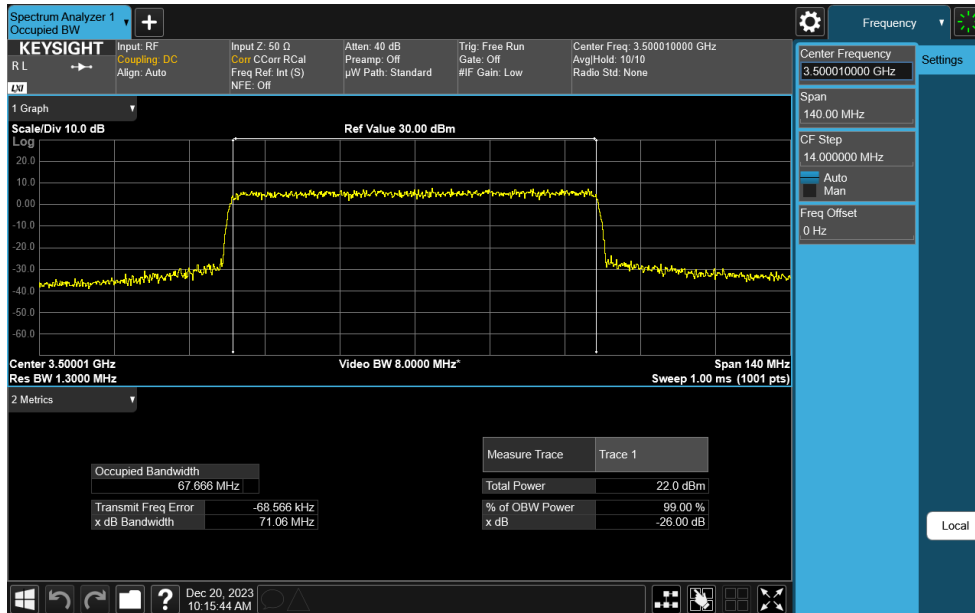 Spectrum Analyzer 1
Occupied BW
+
Frequency
KEYSIGHT
R L
LXI
Input: RF
Coupling: DC
Align: Auto
Input Z: 50 Ω
Corr CCorr RCal
Freq Ref: Int (S)
NFE: Off
Atten: 40 dB
Preamp: Off
µW Path: Standard
Trig: Free Run
Gate: Off
#IF Gain: Low
Center Freq: 3.500010000 GHz
Avg|Hold: 10/10
Radio Std: None
Center Frequency
3.500010000 GHz
Settings
Span
140.00 MHz
CF Step
14.000000 MHz
Auto
Man
Freq Offset
0 Hz
Local
1 Graph
Scale/Div 10.0 dB
Ref Value 30.00 dBm
Log
20.0
10.0
0.00
-10.0
-20.0
-30.0
-40.0
-50.0
-60.0
Center 3.50001 GHz
Video BW 8.0000 MHz*
Span 140 MHz
Res BW 1.3000 MHz
Sweep 1.00 ms (1001 pts)
2 Metrics
Measure Trace Trace 1
Occupied Bandwidth
67.666 MHz
Total Power 22.0 dBm
Transmit Freq Error -68.566 kHz
% of OBW Power 99.00 %
x dB Bandwidth 71.06 MHz
x dB -26.00 dB
?
Dec 20, 2023
10:15:44 AM